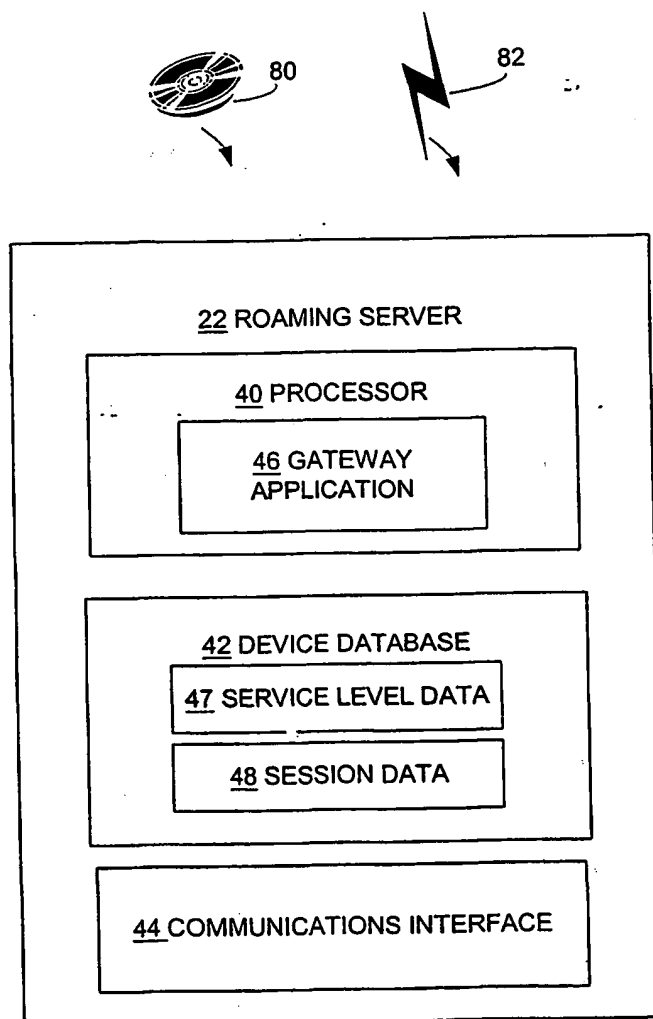 80
82
22 ROAMING SERVER
40 PROCESSOR
46 GATEWAY
APPLICATION
42 DEVICE DATABASE
47 SERVICE LEVEL DATA
48 SESSION DATA
44 COMMUNICATIONS INTERFACE